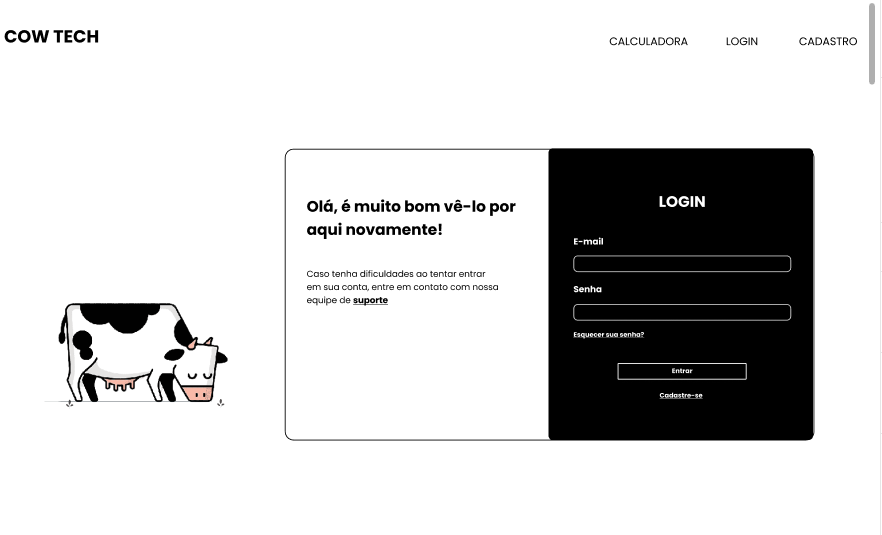 COW TECH
CALCULADORA LOGIN CADASTRO
Olá, é muito bom vê-lo por
aqui novamente!
Caso tenha dificuldades ao tentar entrar
em sua conta, entre em contato com nossa
equipe de suporte
LOGIN
E-mail
Senha
Esquecer sua senha?
Entrar
Cadastre-se